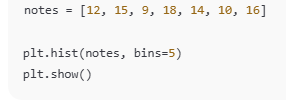 notes = [12, 15, 9, 18, 14, 10, 16]
plt.hist(notes, bins=5)
plt.show()